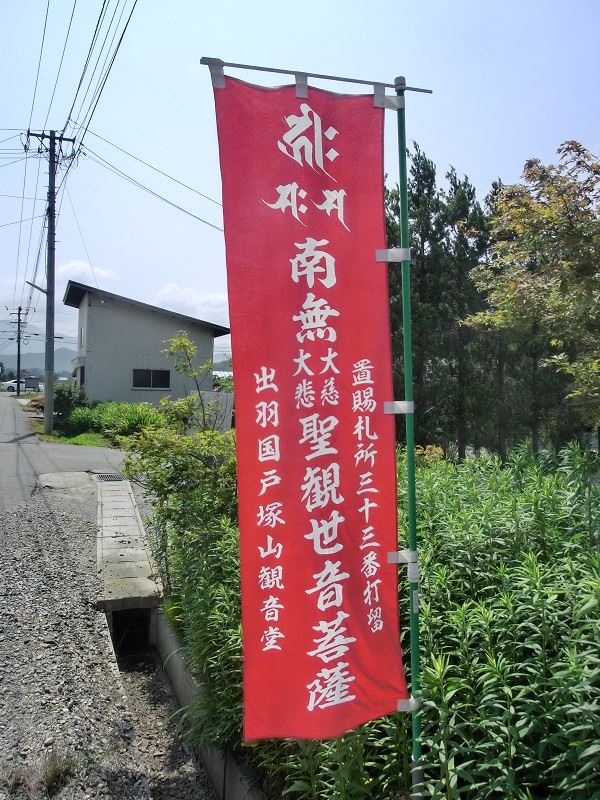 置賜札所三十三番打留
南無大慈大悲聖観世音菩薩
出羽国戸塚山観音堂